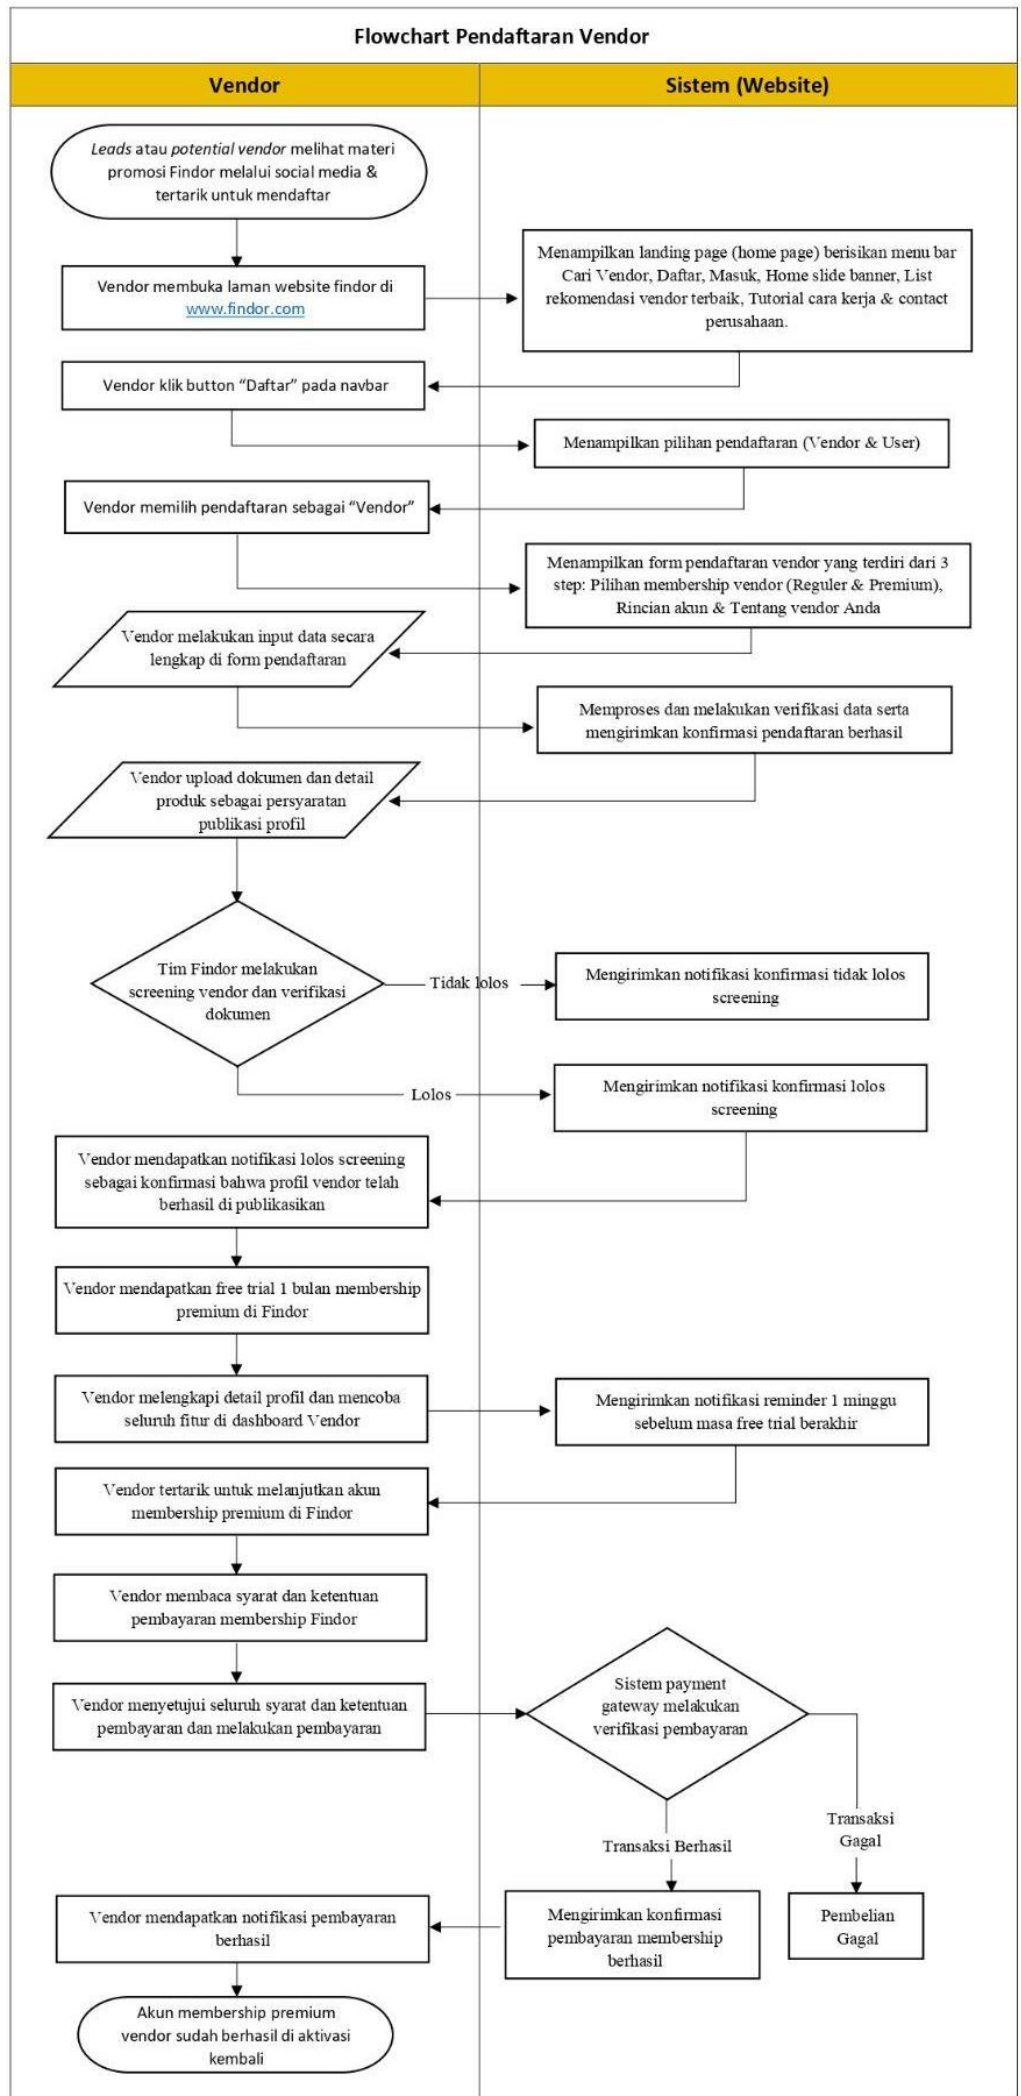 Flowchart Pendaftaran Vendor
Vendor
Sistem (Website)
Leads atau potential vendor melihat materi
promosi Findor melalui social media &
tertarik untuk mendaftar
Vendor membuka laman website findor di
www.findor.com
Menampilkan landing page (home page) berisikan menu bar
Cari Vendor, Daftar, Masuk, Home slide banner, List
rekomendasi vendor terbaik, Tutorial cara kerja & contact
perusahaan.
Vendor klik button “Daftar” pada navbar
Menampilkan pilihan pendaftaran (Vendor & User)
Vendor memilih pendaftaran sebagai “Vendor”
Menampilkan form pendaftaran vendor yang terdiri dari 3
step: Pilihan membership vendor (Reguler & Premium),
Rincian akun & Tentang vendor Anda
Vendor melakukan input data secara
lengkap di form pendaftaran
Memproses dan melakukan verifikasi data serta
mengirimkan konfirmasi pendaftaran berhasil
Vendor upload dokumen dan detail
produk sebagai persyaratan
publikasi profil
Tim Findor melakukan
screening vendor dan verifikasi
dokumen
Tidak lolos
Mengirimkan notifikasi konfirmasi tidak lolos
screening
Lolos
Mengirimkan notifikasi konfirmasi lolos
screening
Vendor mendapatkan notifikasi lolos screening
sebagai konfirmasi bahwa profil vendor telah
berhasil di publikasikan
Vendor mendapatkan free trial 1 bulan membership
premium di Findor
Vendor melengkapi detail profil dan mencoba
seluruh fitur di dashboard Vendor
Mengirimkan notifikasi reminder 1 minggu
sebelum masa free trial berakhir
Vendor tertarik untuk melanjutkan akun
membership premium di Findor
Vendor membaca syarat dan ketentuan
pembayaran membership Findor
Vendor menyetujui seluruh syarat dan ketentuan
pembayaran dan melakukan pembayaran
Sistem payment
gateway melakukan
verifikasi pembayaran
Transaksi Berhasil
Transaksi
Gagal
Vendor mendapatkan notifikasi pembayaran
berhasil
Mengirimkan konfirmasi
pembayaran membership
berhasil
Pembelian
Gagal
Akun membership premium
vendor sudah berhasil di aktivasi
kembali